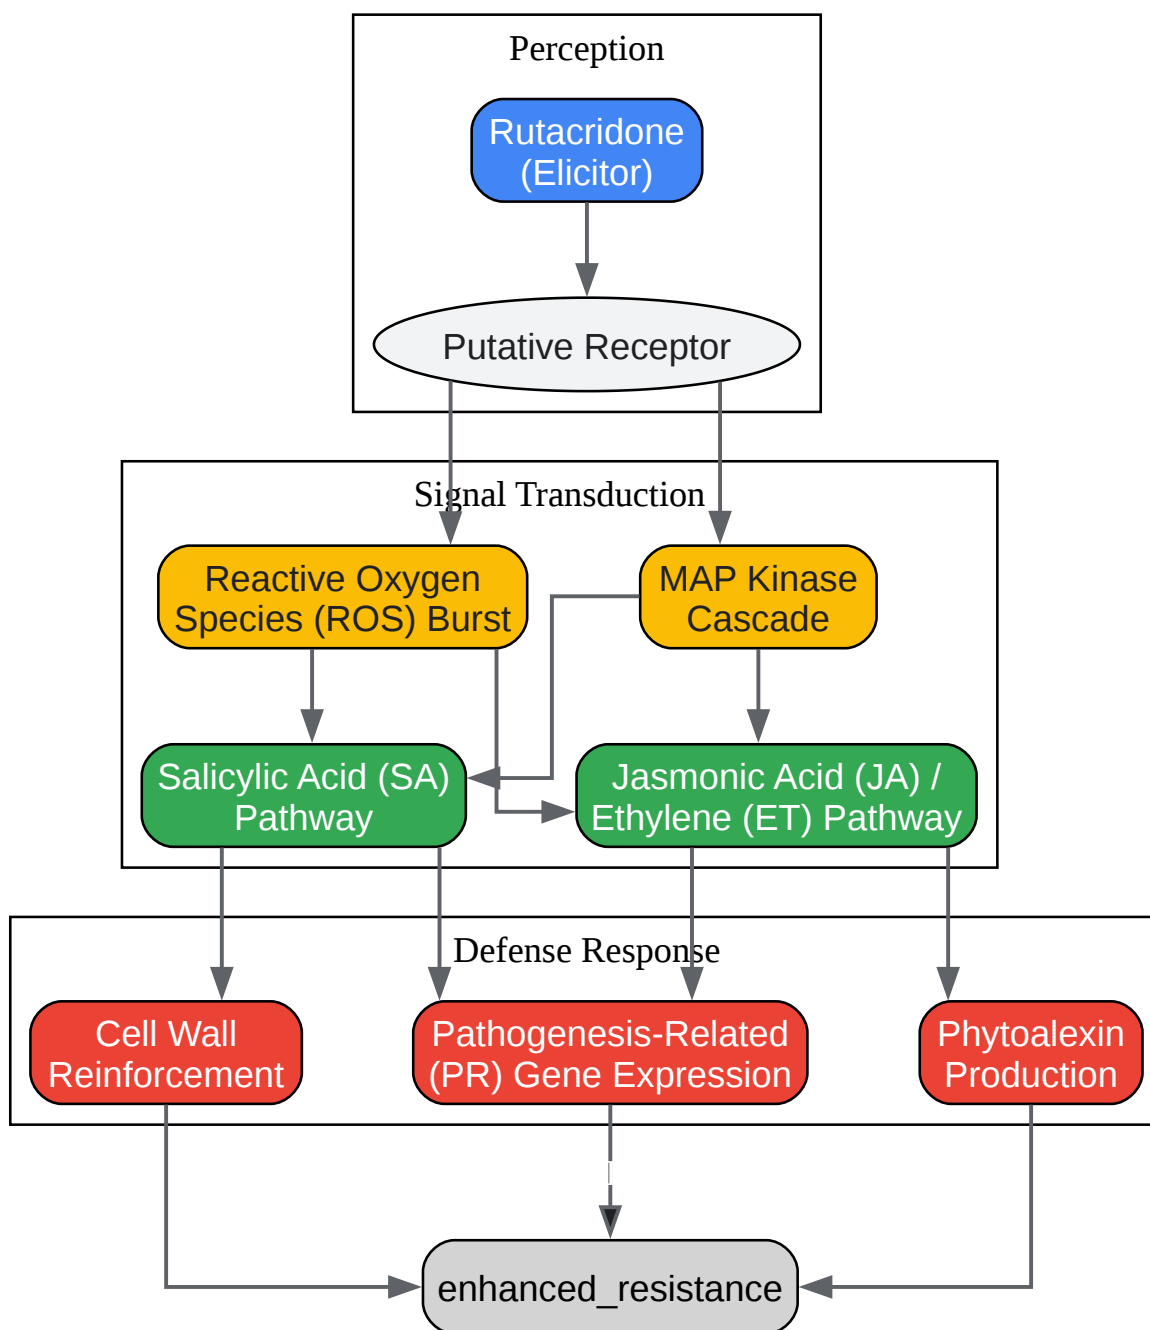 Perception
Rutacridone
(Elicitor)
Putative Receptor
Signal Transduction
Reactive Oxygen
Species (ROS) Burst
MAP Kinase
Cascade
Salicylic Acid (SA)
Pathway
Jasmonic Acid (JA) /
Ethylene (ET) Pathway
Defense Response
Cell Wall
Reinforcement
Pathogenesis-Related
(PR) Gene Expression
Phytoalexin
Production
enhanced_resistance